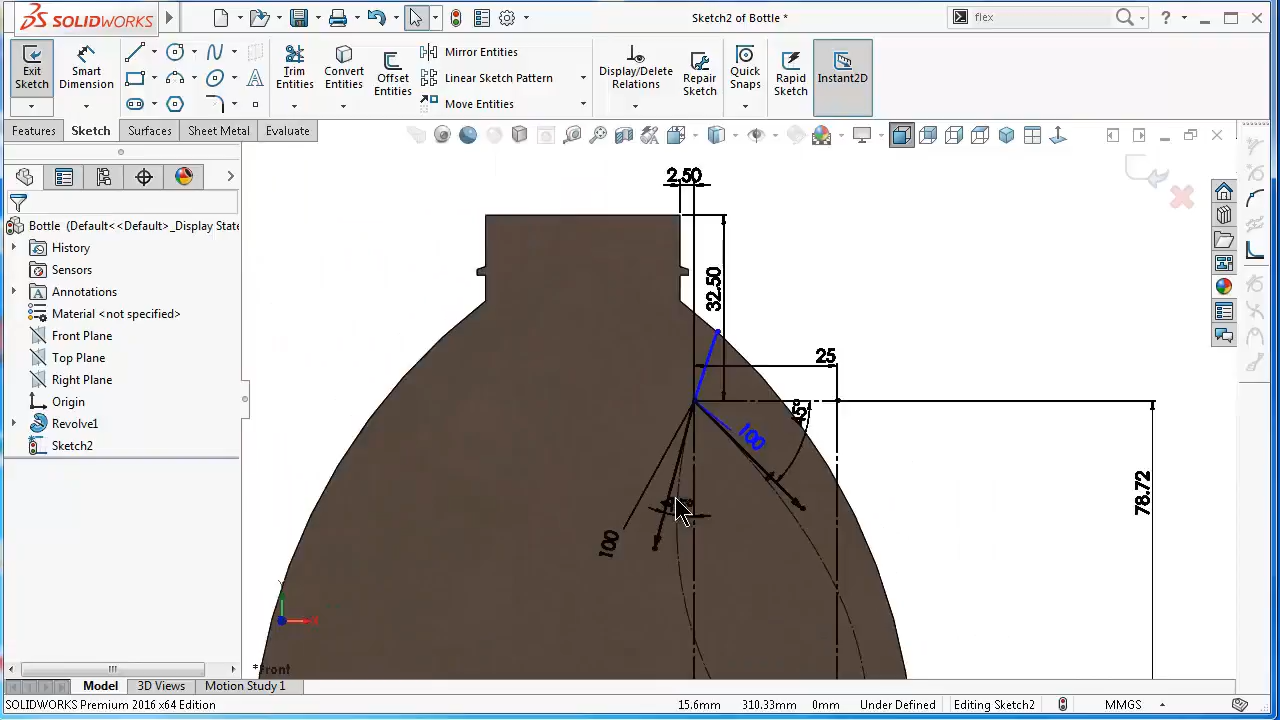 SOLIDWORKS
Sketch2 of Bottle *
flex
Exit Sketch
Smart Dimension
Trim Entities
Convert Entities
Offset Entities
Mirror Entities
Linear Sketch Pattern
Move Entities
Display/Delete Relations
Repair Sketch
Quick Snaps
Rapid Sketch
Instant2D
Features
Sketch
Surfaces
Sheet Metal
Evaluate
Bottle (Default<<Default>_Display State
History
Sensors
Annotations
Material <not specified>
Front Plane
Top Plane
Right Plane
Origin
Revolve1
Sketch2
2.50
32.50
25
45°
100
100
78.72
Y
X
*Front
Model
3D Views
Motion Study 1
SOLIDWORKS Premium 2016 x64 Edition
15.6mm
310.33mm
0mm
Under Defined
Editing Sketch2
MMGS